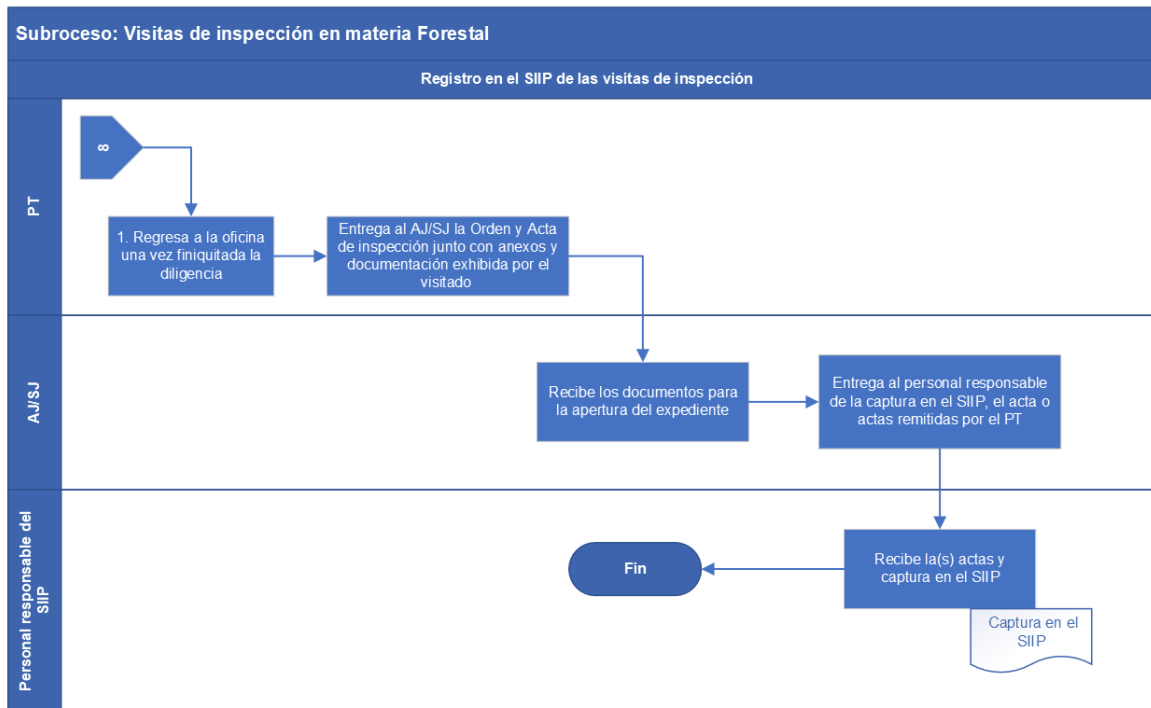 Subroceso: Visitas de inspección en materia Forestal
Registro en el SIIP de las visitas de inspección
PT
8
1. Regresa a la oficina
una vez finiquitada la
diligencia
Entrega al AJ/SJ la Orden y Acta
de inspección junto con anexos y
documentación exhibida por el
visitado
AJ/SJ
Recibe los documentos para
la apertura del expediente
Entrega al personal responsable
de la captura en el SIIP, el acta o
actas remitidas por el PT
Personal responsable del
SIIP
Fin
Recibe la(s) actas y
captura en el SIIP
Captura en el
SIIP